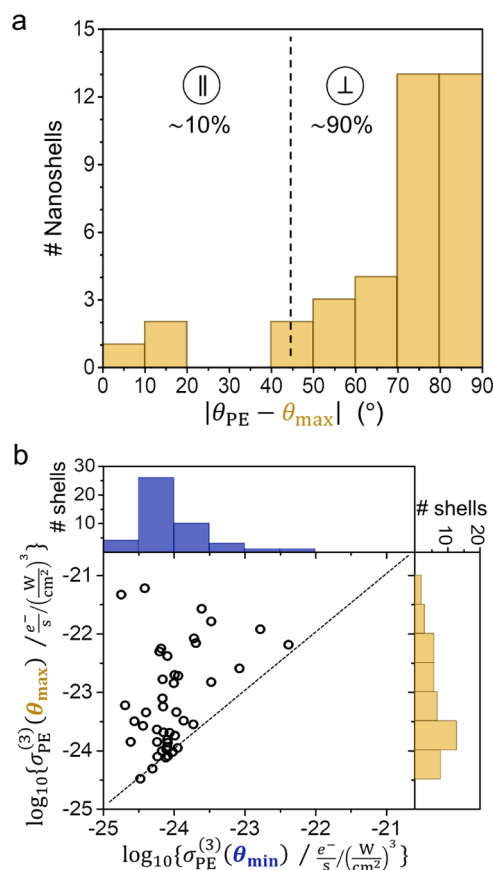 a
15
12
9
6
3
0
∥
~10%
⊥
~90%
# Nanoshells
0 10 20 30 40 50 60 70 80 90
|θPE − θmax| (°)
b
30
20
10
# shells
# shells
10 20
-21
-22
-23
-24
-25
log10{σPE(3)(θmax) / e−/s/(W/cm2)3}
-25 -24 -23 -22 -21
log10{σPE(3)(θmin) / e−/s/(W/cm2)3}